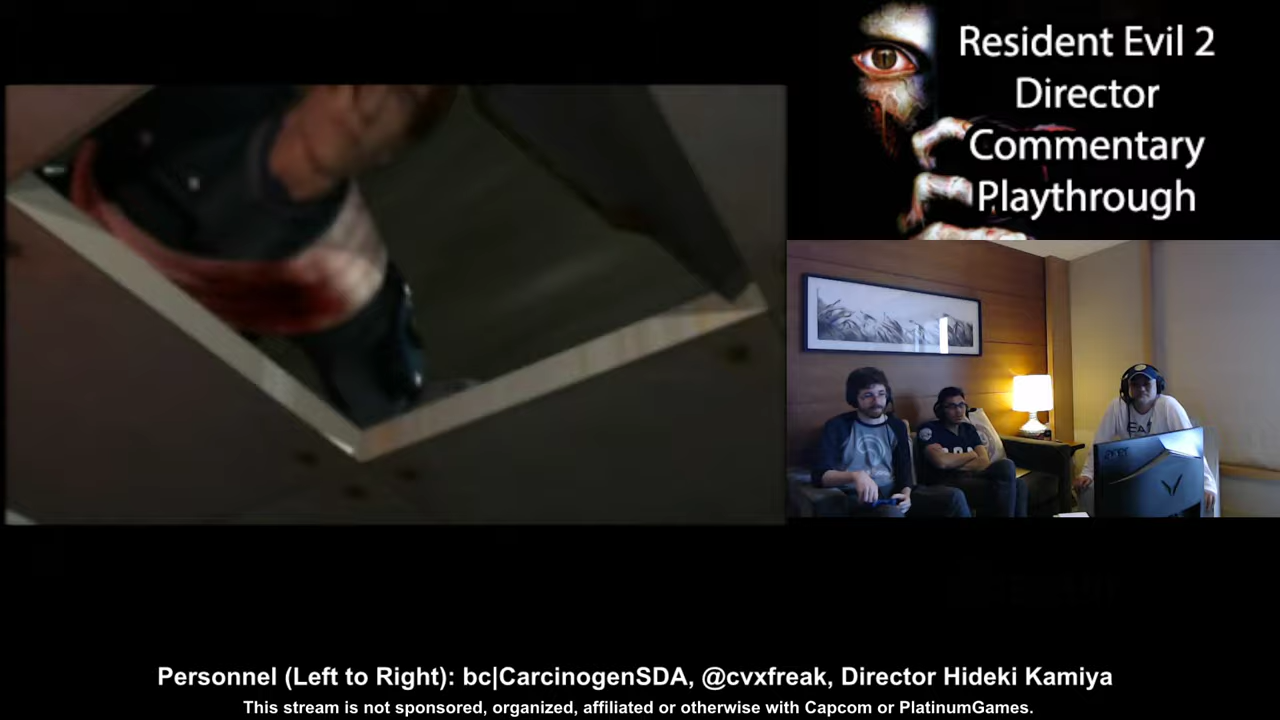 Resident Evil 2
Director
Commentary
Playthrough
acer
Personnel (Left to Right): bc|CarcinogenSDA, @cvxfreak, Director Hideki Kamiya
This stream is not sponsored, organized, affiliated or otherwise with Capcom or PlatinumGames.